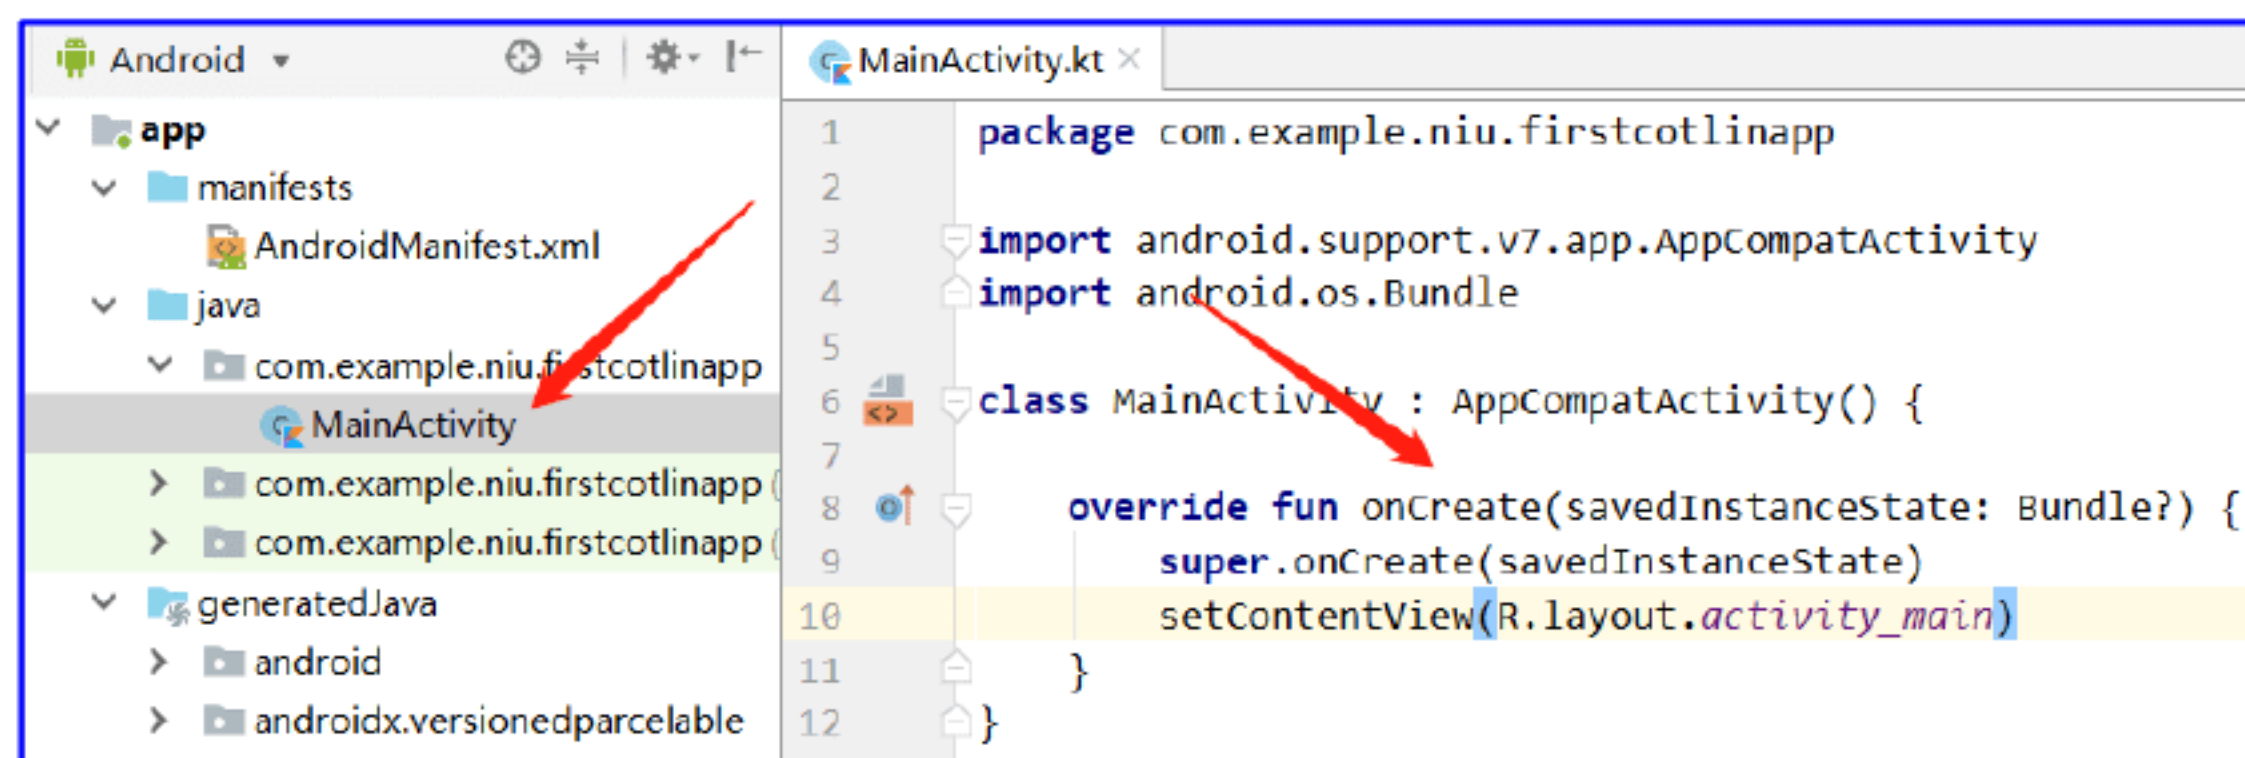 Android
app
manifests
AndroidManifest.xml
java
com.example.niu.firstcotlinapp
MainActivity
com.example.niu.firstcotlinapp (
com.example.niu.firstcotlinapp (
generatedJava
android
androidx.versionedparcelable
MainActivity.kt
1 package com.example.niu.firstcotlinapp
2
3 import android.support.v7.app.AppCompatActivity
4 import android.os.Bundle
5
6 class MainActivity : AppCompatActivity() {
7
8 override fun onCreate(savedInstanceState: Bundle?) {
9 super.onCreate(savedInstanceState)
10 setContentView(R.layout.activity_main)
11 }
12 }